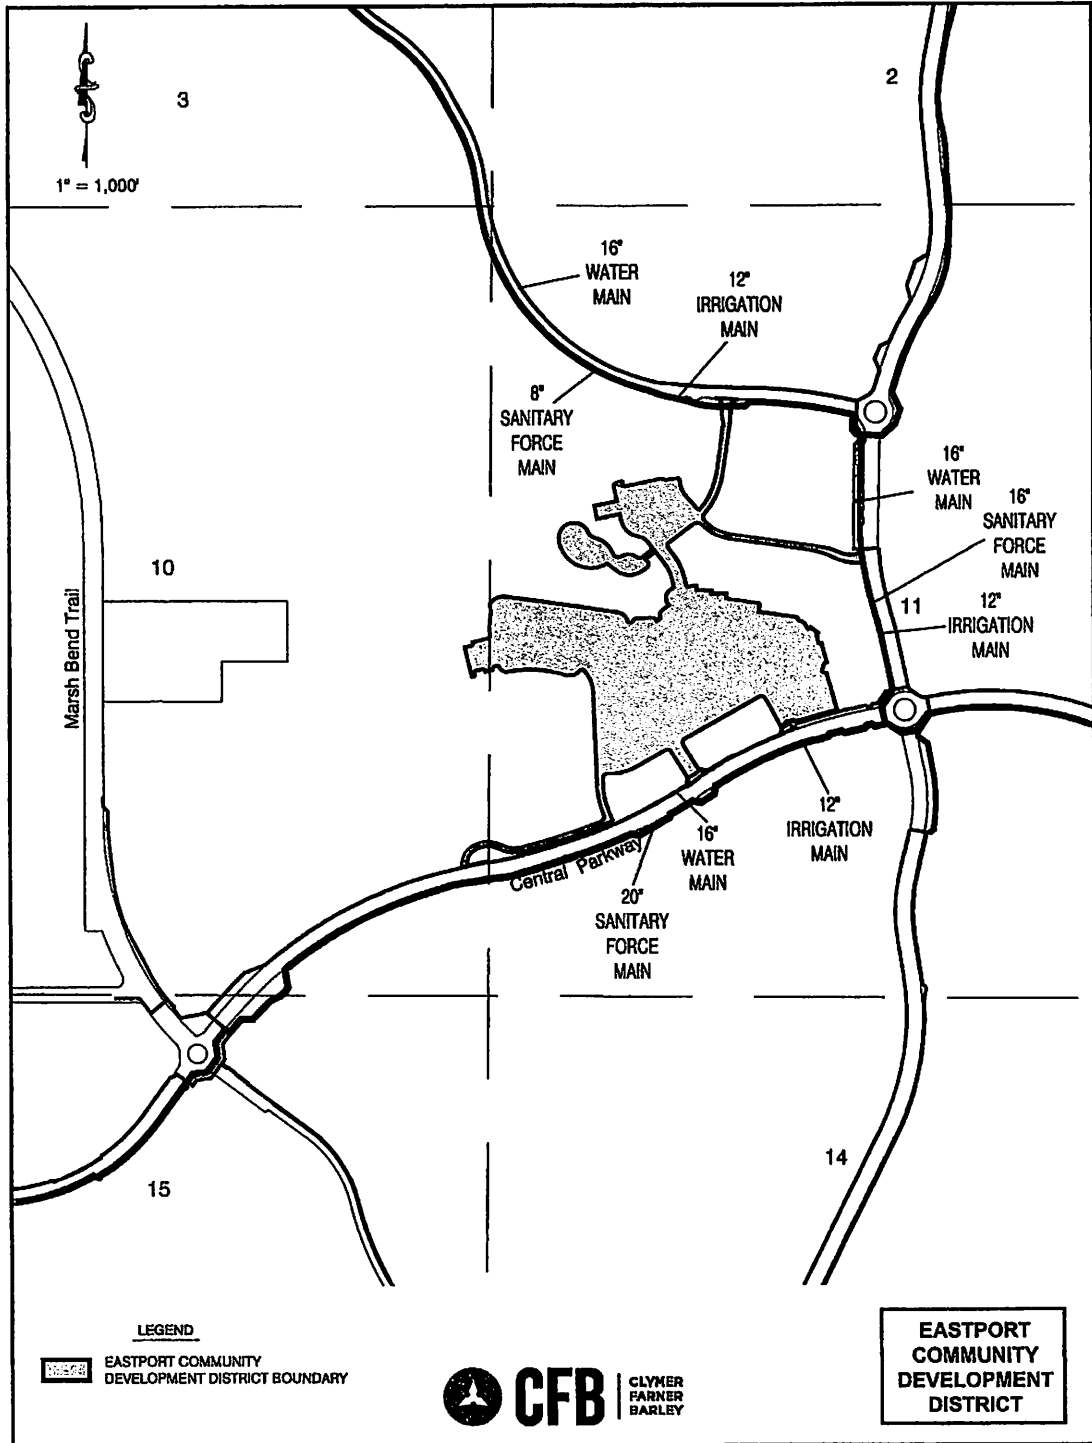 3
2
1" = 1,000'
16"
WATER
MAIN
12"
IRRIGATION
MAIN
8"
SANITARY
FORCE
MAIN
16"
WATER
MAIN
16"
SANITARY
FORCE
MAIN
10
11
12"
IRRIGATION
MAIN
Marsh Bend Trail
12"
IRRIGATION
MAIN
16"
WATER
MAIN
Central Parkway
20"
SANITARY
FORCE
MAIN
14
15
LEGEND
EASTPORT COMMUNITY
DEVELOPMENT DISTRICT BOUNDARY
CFB
CLYMER
FARNER
BARLEY
EASTPORT
COMMUNITY
DEVELOPMENT
DISTRICT